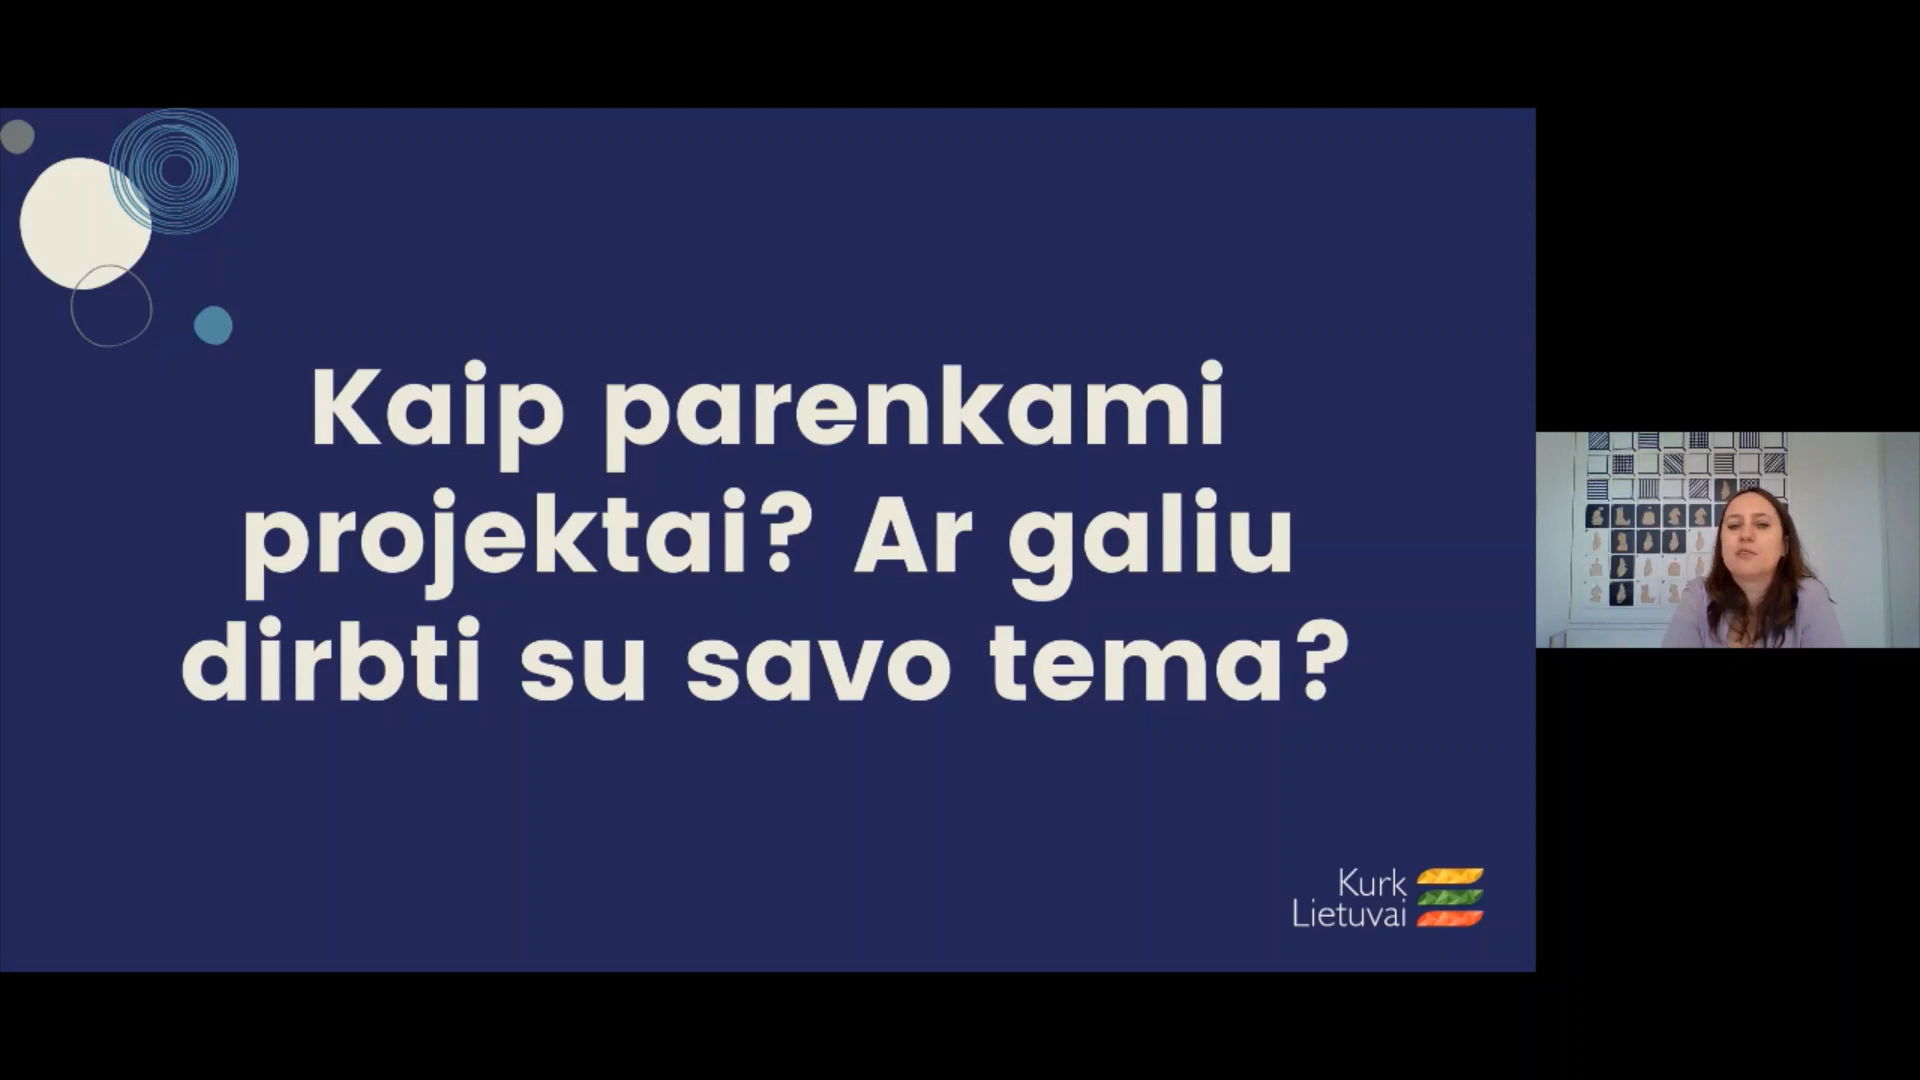 Kaip parenkami
projektai? Ar galiu
dirbti su savo tema?
Kurk
Lietuvai